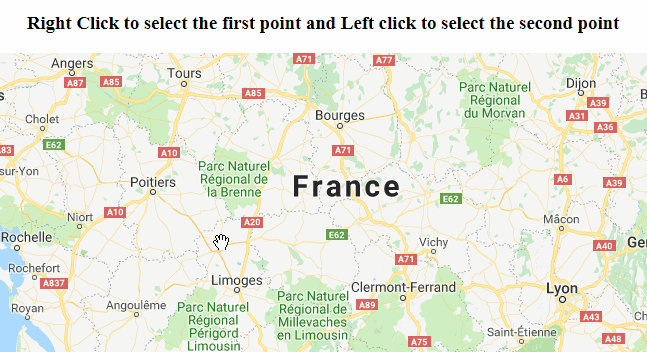 Right Click to select the first point and Left click to select the second point
Angers
A71
A77
Tours
A87
A85
A85
Parc Naturel
Régional
du Morvan
Dijon
A39
A31
A36
Cholet
Bourges
E62
A83
A10
A71
sur-Yon
Parc Naturel
Régional de
la Brenne
Poitiers
France
A6
A39
E62
Niort
A10
A20
Mâcon
Rochelle
E62
Vichy
A40
Ge
A71
Rochefort
A837
Limoges
Clermont-Ferrand
Lyon
Royan
Angoulême
Parc Naturel
Régional
Périgord
Limousin
Parc Naturel
Régional de
Millevaches
en Limousin
A89
A43
Ch
Saint-Étienne
A75
A48